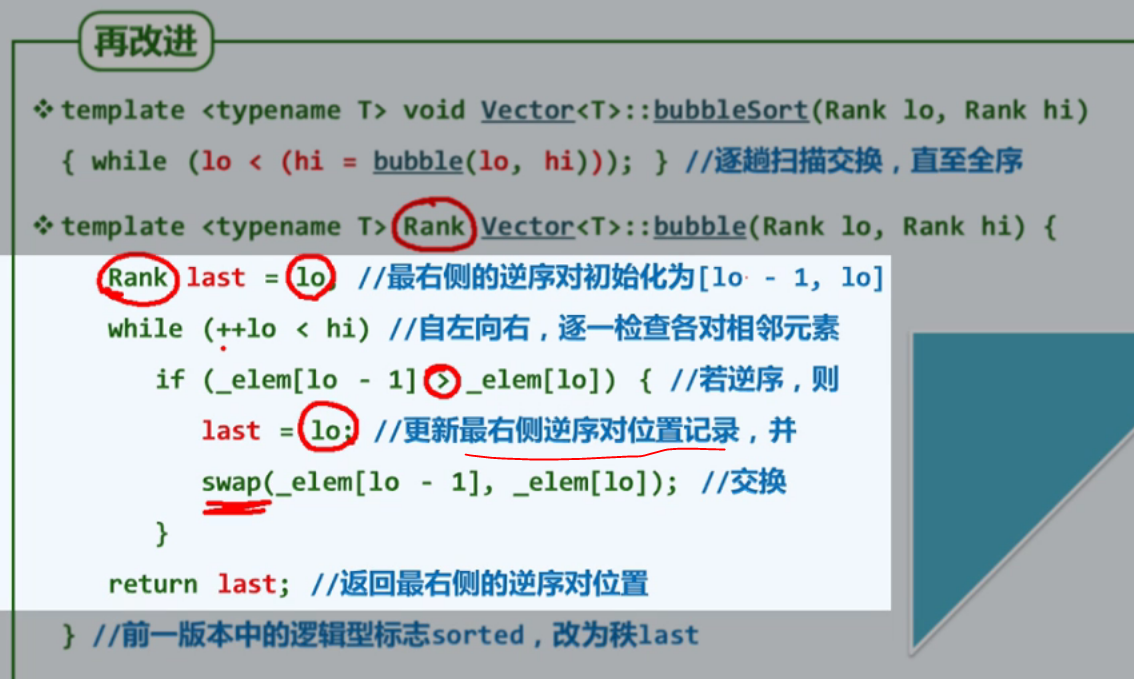 再改进
❖ template <typename T> void Vector<T>::bubbleSort(Rank lo, Rank hi)
{ while (lo < (hi = bubble(lo, hi))); } //逐趟扫描交换，直至全序
❖ template <typename T> Rank Vector<T>::bubble(Rank lo, Rank hi) {
Rank last = lo; //最右侧的逆序对初始化为[lo - 1, lo]
while (++lo < hi) //自左向右，逐一检查各对相邻元素
if (_elem[lo - 1] > _elem[lo]) { //若逆序，则
last = lo; //更新最右侧逆序对位置记录，并
swap(_elem[lo - 1], _elem[lo]); //交换
}
return last; //返回最右侧的逆序对位置
} //前一版本中的逻辑型标志sorted，改为秩last